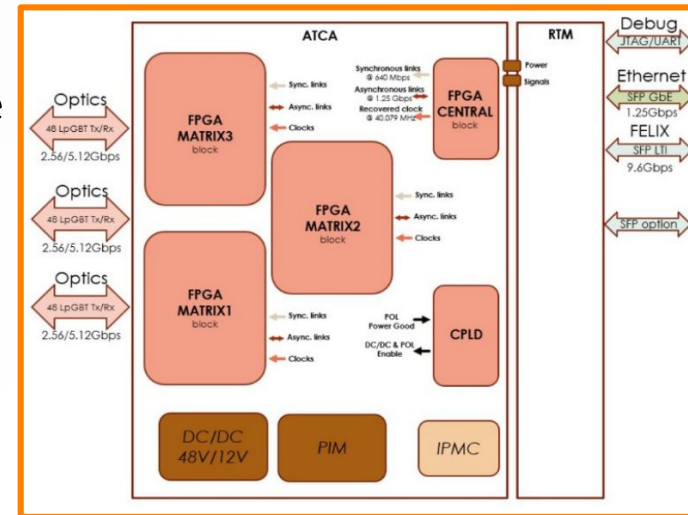 ATCA
RTM
Debug
JTAG/UART
Power
Signals
Synchronous links
@ 640 Mbps
Asynchronous links
@ 1.25 Gbps
Recovered clock
@ 40.079 MHz
FPGA
CENTRAL
block
Ethernet
SFP GbE
1.25Gbps
FELIX
SFP LTI
9.6Gbps
SFP option
Optics
48 LpGBT Tx/Rx
2.56/5.12Gbps
FPGA
MATRIX3
block
Sync. links
Async. links
Clocks
Optics
48 LpGBT Tx/Rx
2.56/5.12Gbps
FPGA
MATRIX2
block
Sync. links
Async. links
Clocks
Optics
48 LpGBT Tx/Rx
2.56/5.12Gbps
FPGA
MATRIX1
block
Sync. links
Async. links
Clocks
POL
Power Good
DC/DC & POL
Enable
CPLD
DC/DC
48V/12V
PIM
IPMC